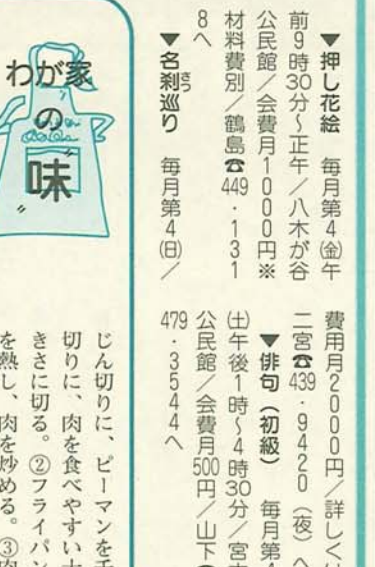 ▼押し花絵　毎月第4㈮午
前9時30分～正午／八木が谷
公民館／会費月1000円※
材料費別／鶴島☎449・131
8へ
▼名刹巡り　毎月第4㈰／
さつ
費用月2000円／詳しくは
二宮☎439・9420（夜）へ
▼俳句（初級）　毎月第
㈯午後1時～4時30分／宮本
公民館／会費月500円／山下
479・3544へ
わが家
の
味
じん切りに、ピーマンを千
切りに、肉を食べやすい大
きさに切る。②フライパン
を熱し、肉を炒める。③肉